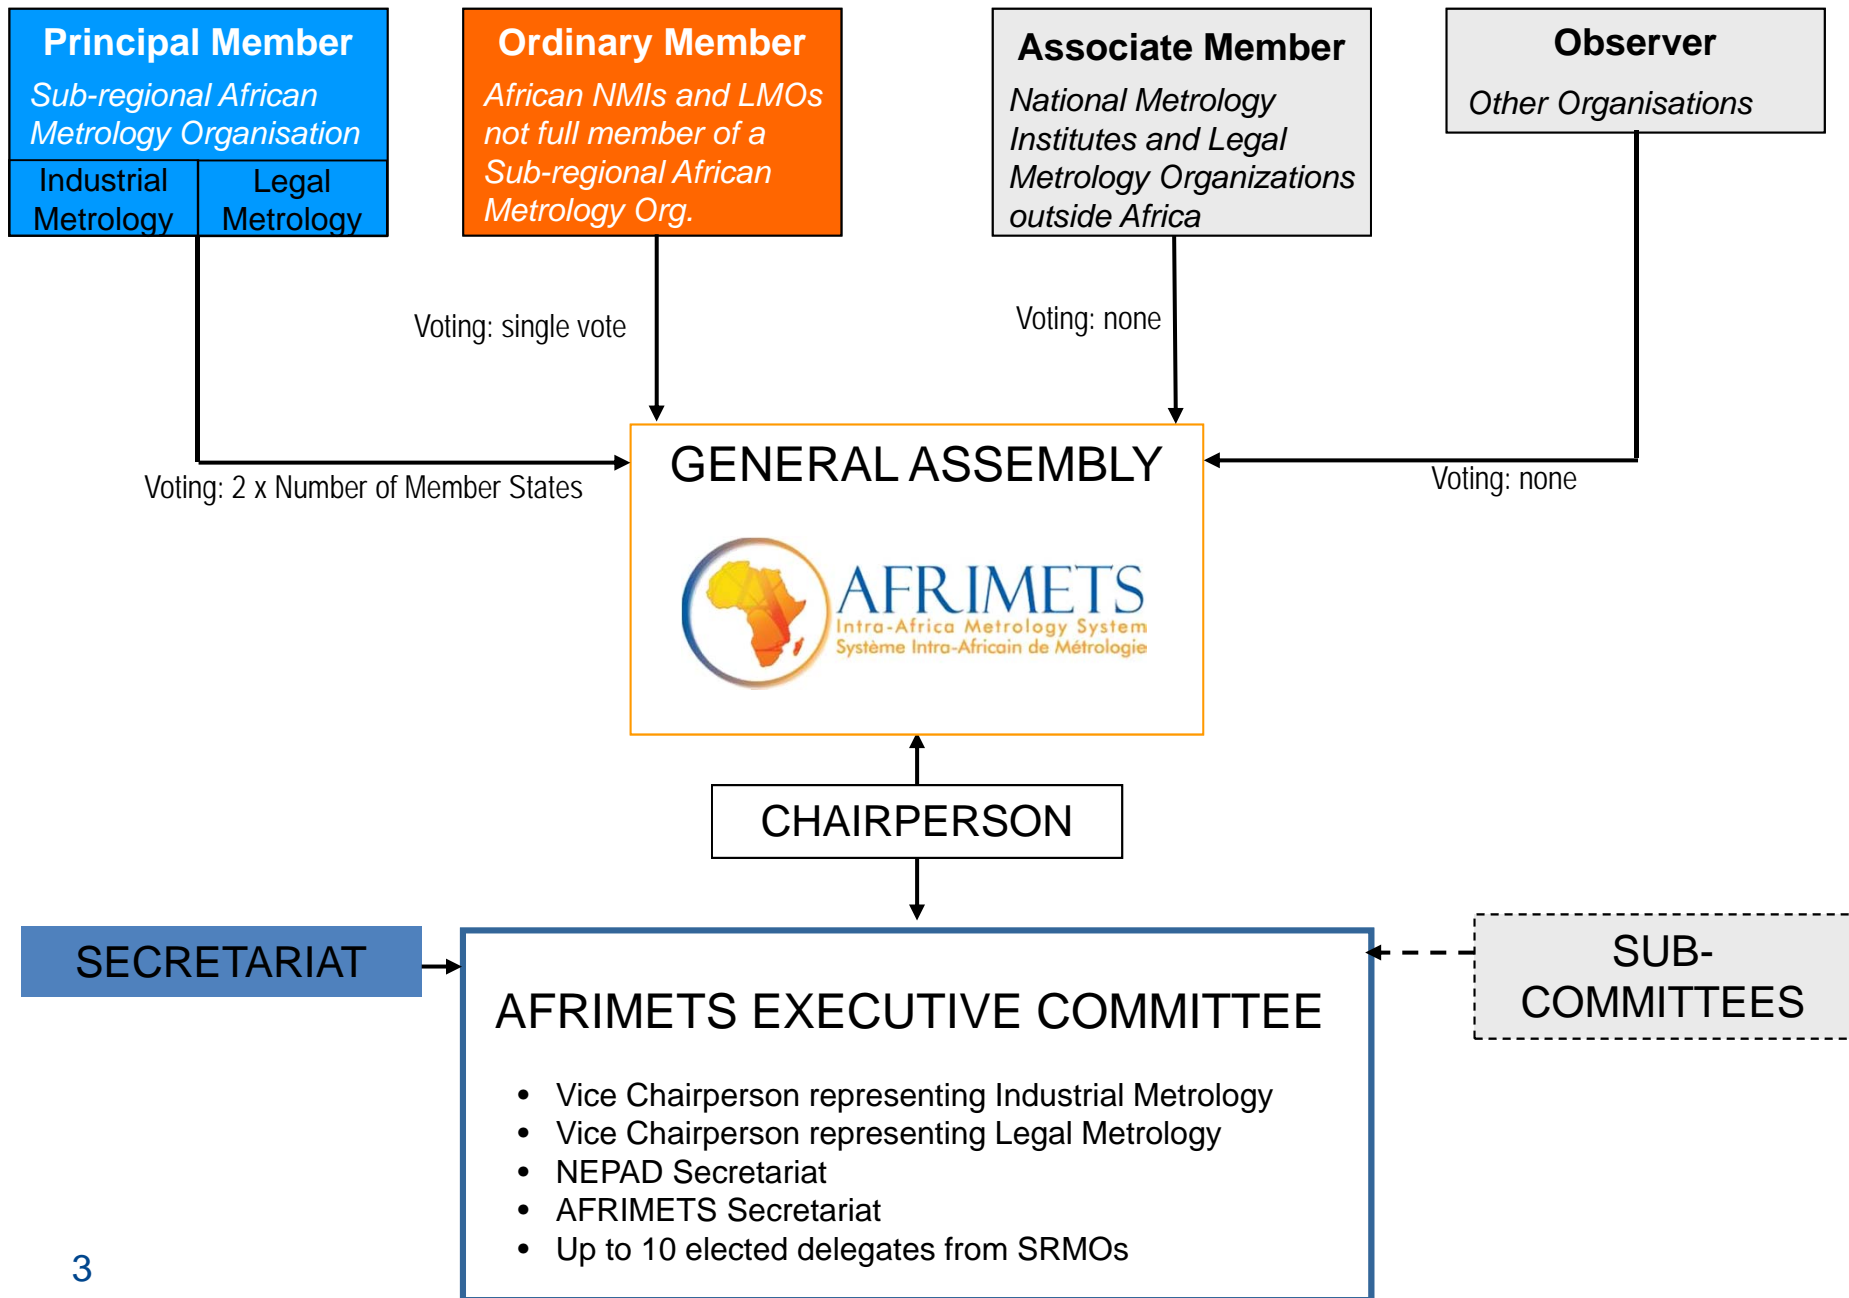 Principal Member
Sub-regional African
Metrology Organisation
Industrial
Metrology
Legal
Metrology
Ordinary Member
African NMIs and LMOs
not full member of a
Sub-regional African
Metrology Org.
Associate Member
National Metrology
Institutes and Legal
Metrology Organizations
outside Africa
Observer
Other Organisations
Voting: single vote
Voting: none
Voting: 2 x Number of Member States
Voting: none
GENERAL ASSEMBLY
AFRIMETS
Intra-Africa Metrology System
Système Intra-Africain de Métrologie
CHAIRPERSON
SECRETARIAT
SUB-
COMMITTEES
AFRIMETS EXECUTIVE COMMITTEE
• Vice Chairperson representing Industrial Metrology
• Vice Chairperson representing Legal Metrology
• NEPAD Secretariat
• AFRIMETS Secretariat
• Up to 10 elected delegates from SRMOs
3